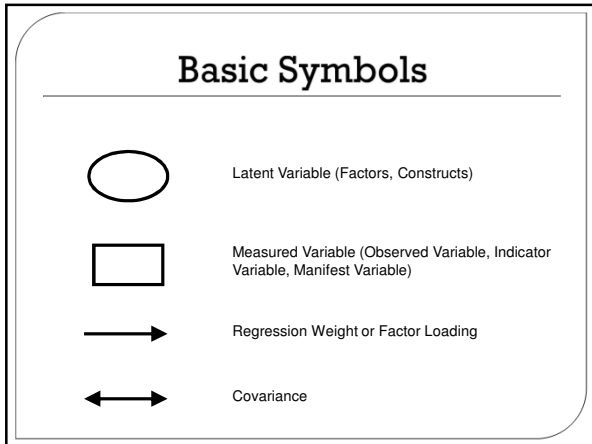 Basic Symbols
Latent Variable (Factors, Constructs)
Measured Variable (Observed Variable, Indicator
Variable, Manifest Variable)
Regression Weight or Factor Loading
Covariance